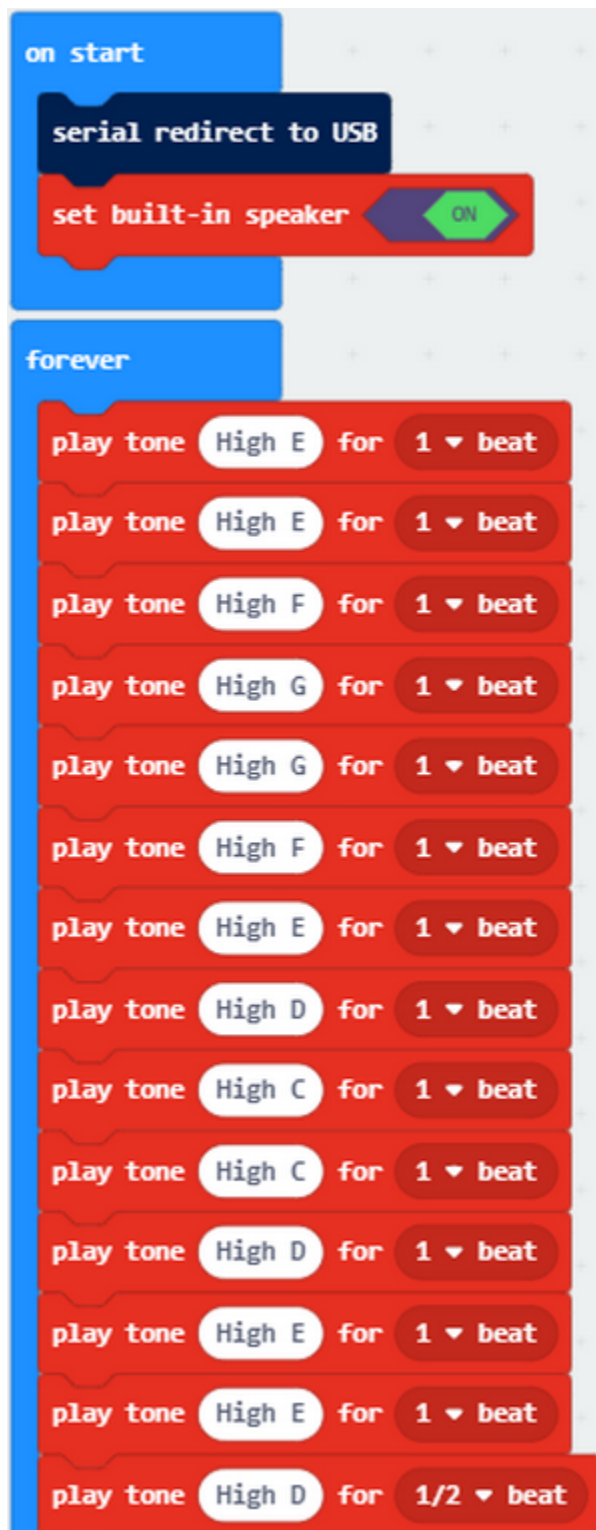 on start
serial redirect to USB
set built-in speaker ON
forever
play tone High E for 1 beat
play tone High E for 1 beat
play tone High F for 1 beat
play tone High G for 1 beat
play tone High G for 1 beat
play tone High F for 1 beat
play tone High E for 1 beat
play tone High D for 1 beat
play tone High C for 1 beat
play tone High C for 1 beat
play tone High D for 1 beat
play tone High E for 1 beat
play tone High E for 1 beat
play tone High D for 1/2 beat